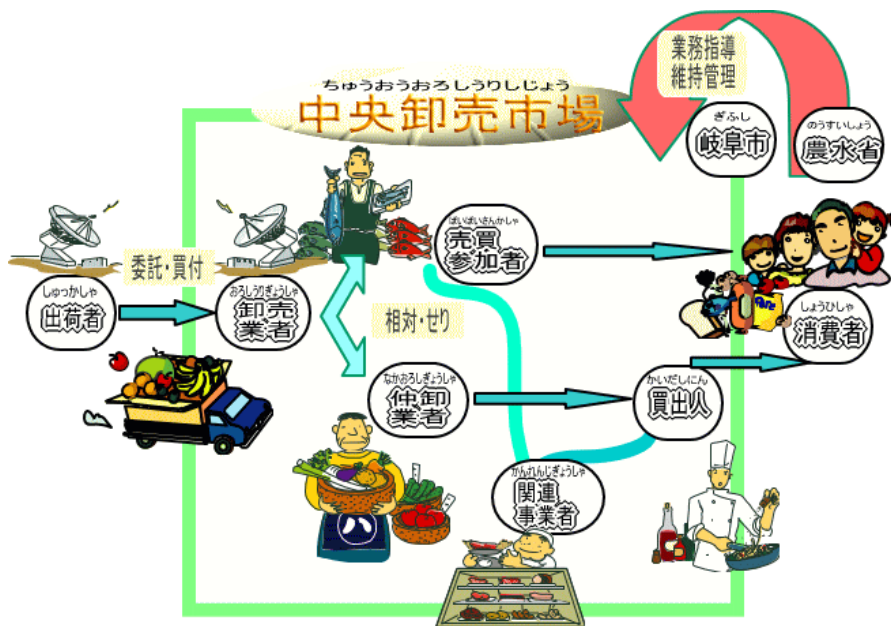 業務指導
維持管理
ちゅうおうおろしうりしじょう
中央卸売市場
ぎふし
岐阜市
のうすいしょう
農水省
ばいばいさんかしゃ
売買
参加者
委託・買付
しゅっかしゃ
出荷者
おろしうりぎょうしゃ
卸売
業者
相対・せり
しょうひしゃ
消費者
なかおろしぎょうしゃ
仲卸
業者
かいだしにん
買出人
かんれんじぎょうしゃ
関連
事業者